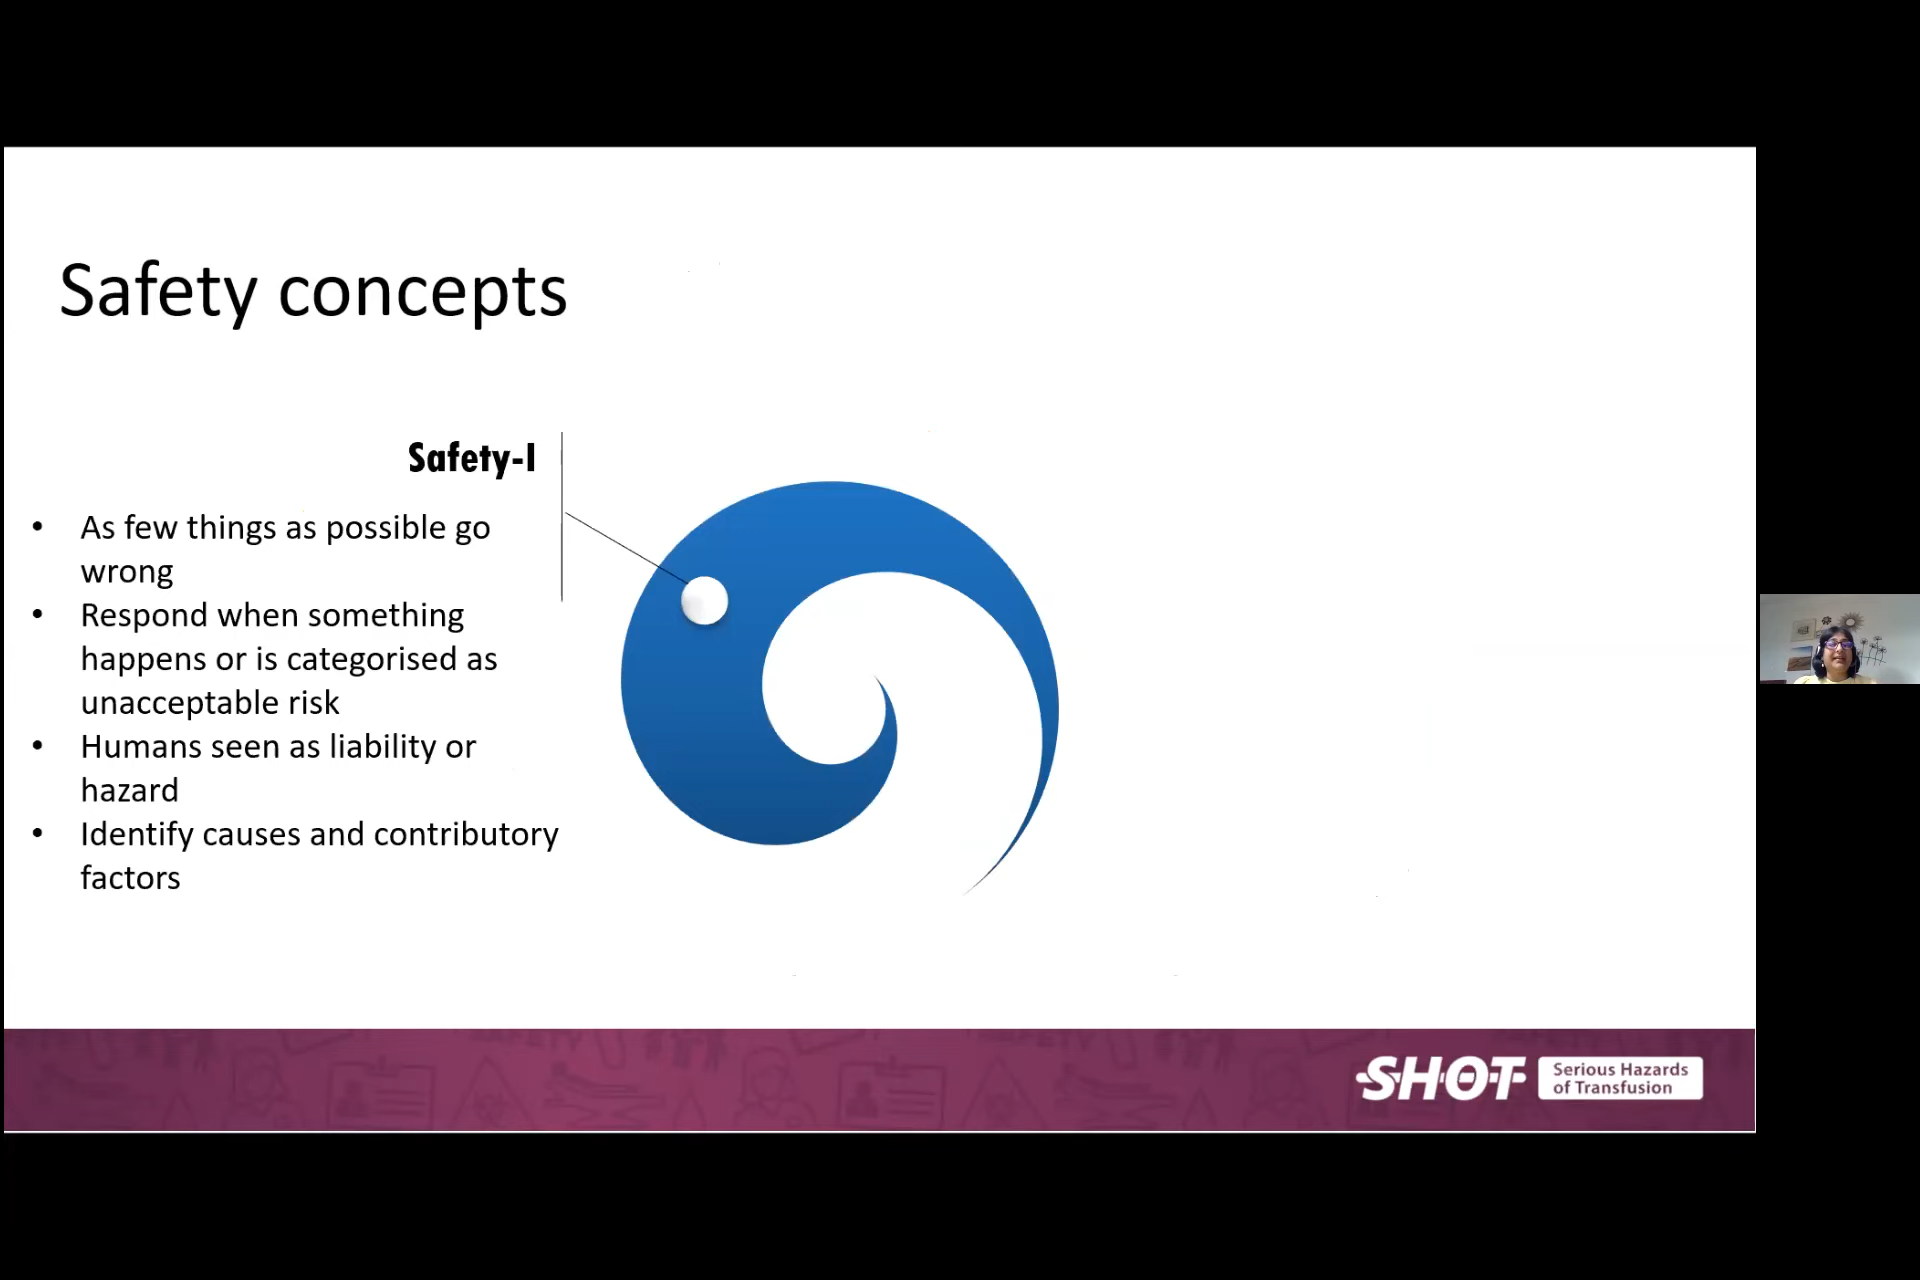 Safety concepts
Safety-I
• As few things as possible go
wrong
• Respond when something
happens or is categorised as
unacceptable risk
• Humans seen as liability or
hazard
• Identify causes and contributory
factors
SHOT
Serious Hazards
of Transfusion